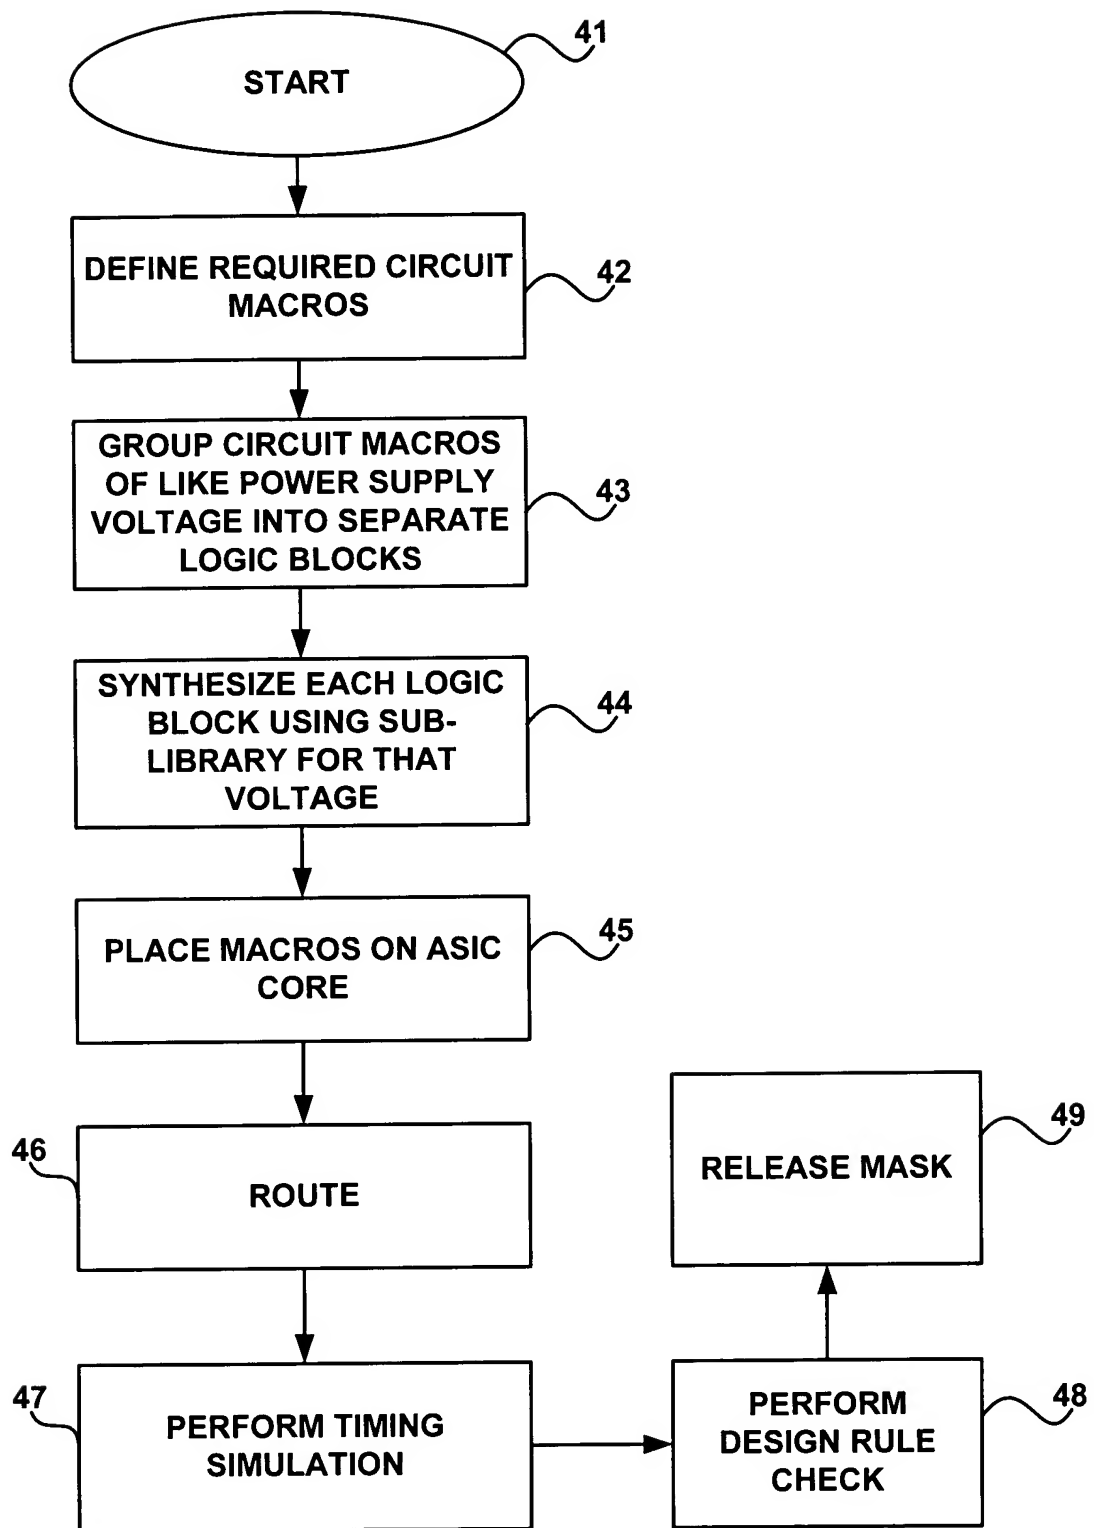 41
START
DEFINE REQUIRED CIRCUIT
MACROS
42
GROUP CIRCUIT MACROS
OF LIKE POWER SUPPLY
VOLTAGE INTO SEPARATE
LOGIC BLOCKS
43
SYNTHESIZE EACH LOGIC
BLOCK USING SUB-
LIBRARY FOR THAT
VOLTAGE
44
PLACE MACROS ON ASIC
CORE
45
46
ROUTE
47
PERFORM TIMING
SIMULATION
PERFORM
DESIGN RULE
CHECK
48
RELEASE MASK
49